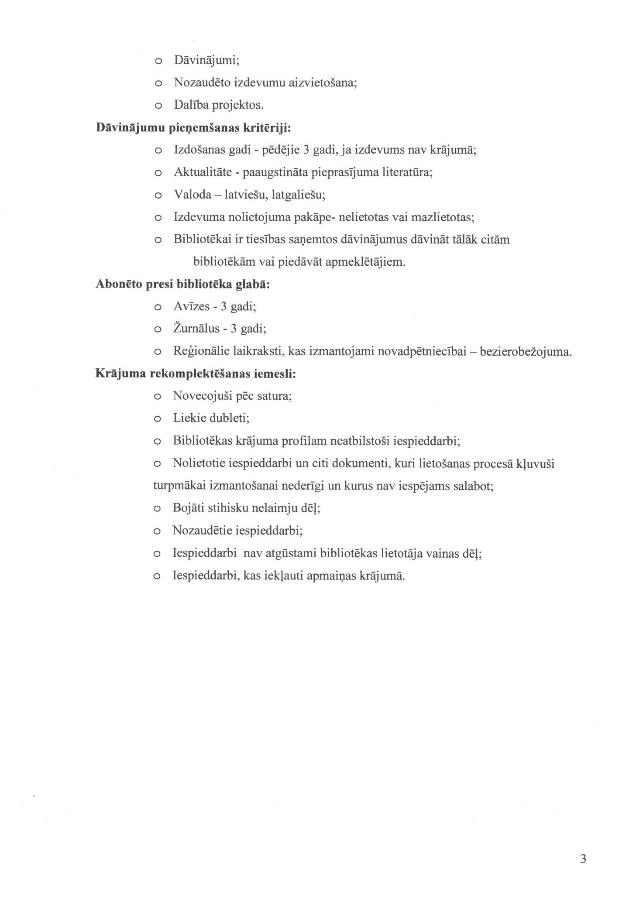 o Dāvinājumi;
o Nozaudēto izdevumu aizvietošana;
o Dalība projektos.
Dāvinājumu pieņemšanas kritēriji:
o Izdošanas gadi - pēdējie 3 gadi, ja izdevums nav krājumā;
o Aktualitāte - paaugstināta pieprasījuma literatūra;
o Valoda – latviešu, latgaliešu;
o Izdevuma nolietojuma pakāpe- nelietotas vai mazlietotas;
o Bibliotēkai ir tiesības saņemtos dāvinājumus dāvināt tālāk citām
bibliotēkām vai piedāvāt apmeklētājiem.
Abonēto presi bibliotēka glabā:
o Avīzes - 3 gadi;
o Žurnālus - 3 gadi;
o Reģionālie laikraksti, kas izmantojami novadpētniecībai – bezierobežojuma.
Krājuma rekomplektēšanas iemesli:
o Novecojuši pēc satura;
o Liekie dubleti;
o Bibliotēkas krājuma profilam neatbilstoši iespieddarbi;
o Nolietotie iespieddarbi un citi dokumenti, kuri lietošanas procesā kļuvuši
turpmākai izmantošanai nederīgi un kurus nav iespējams salabot;
o Bojāti stihisku nelaimju dēļ;
o Nozaudētie iespieddarbi;
o Iespieddarbi nav atgūstami bibliotēkas lietotāja vainas dēļ;
o Iespieddarbi, kas iekļauti apmaiņas krājumā.
3